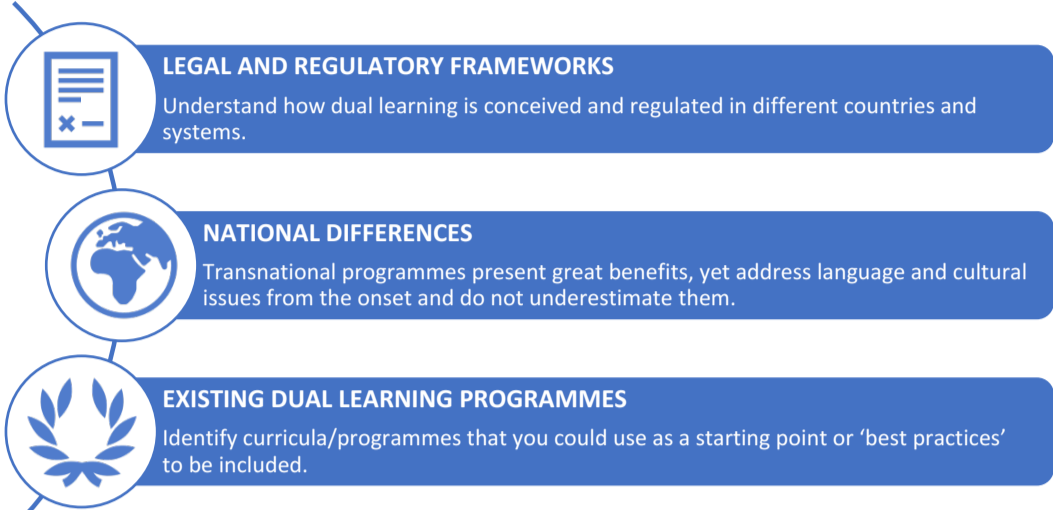 LEGAL AND REGULATORY FRAMEWORKS
Understand how dual learning is conceived and regulated in different countries and
systems.
NATIONAL DIFFERENCES
Transnational programmes present great benefits, yet address language and cultural
issues from the onset and do not underestimate them.
EXISTING DUAL LEARNING PROGRAMMES
Identify curricula/programmes that you could use as a starting point or ‘best practices’
to be included.